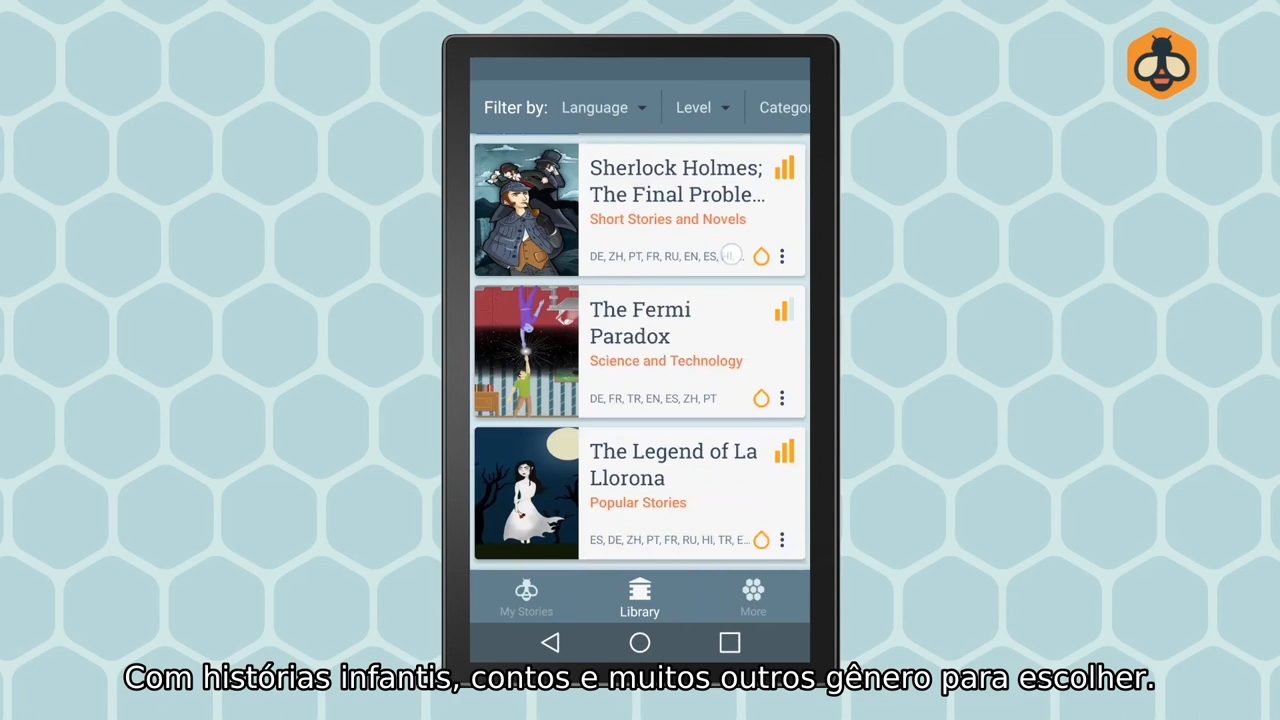 Filter by: Language Level Categor
Sherlock Holmes;
The Final Proble...
Short Stories and Novels
DE, ZH, PT, FR, RU, EN, ES, HI, ...
The Fermi
Paradox
Science and Technology
DE, FR, TR, EN, ES, ZH, PT
The Legend of La
Llorona
Popular Stories
ES, DE, ZH, PT, FR, RU, HI, TR, E...
My Stories Library More
Com histórias infantis, contos e muitos outros gênero para escolher.